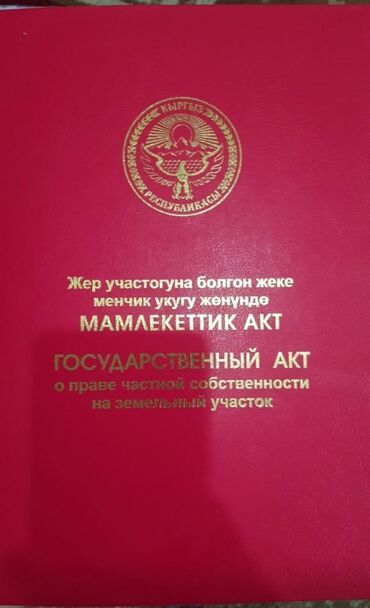 КЫРГЫЗ
РЕСПУБЛИКАСЫ
Жер участогуна болгон жеке
менчик укугу жөнүндө
МАМЛЕКЕТТИК АКТ
ГОСУДАРСТВЕННЫЙ АКТ
о праве частной собственности
на земельный участок